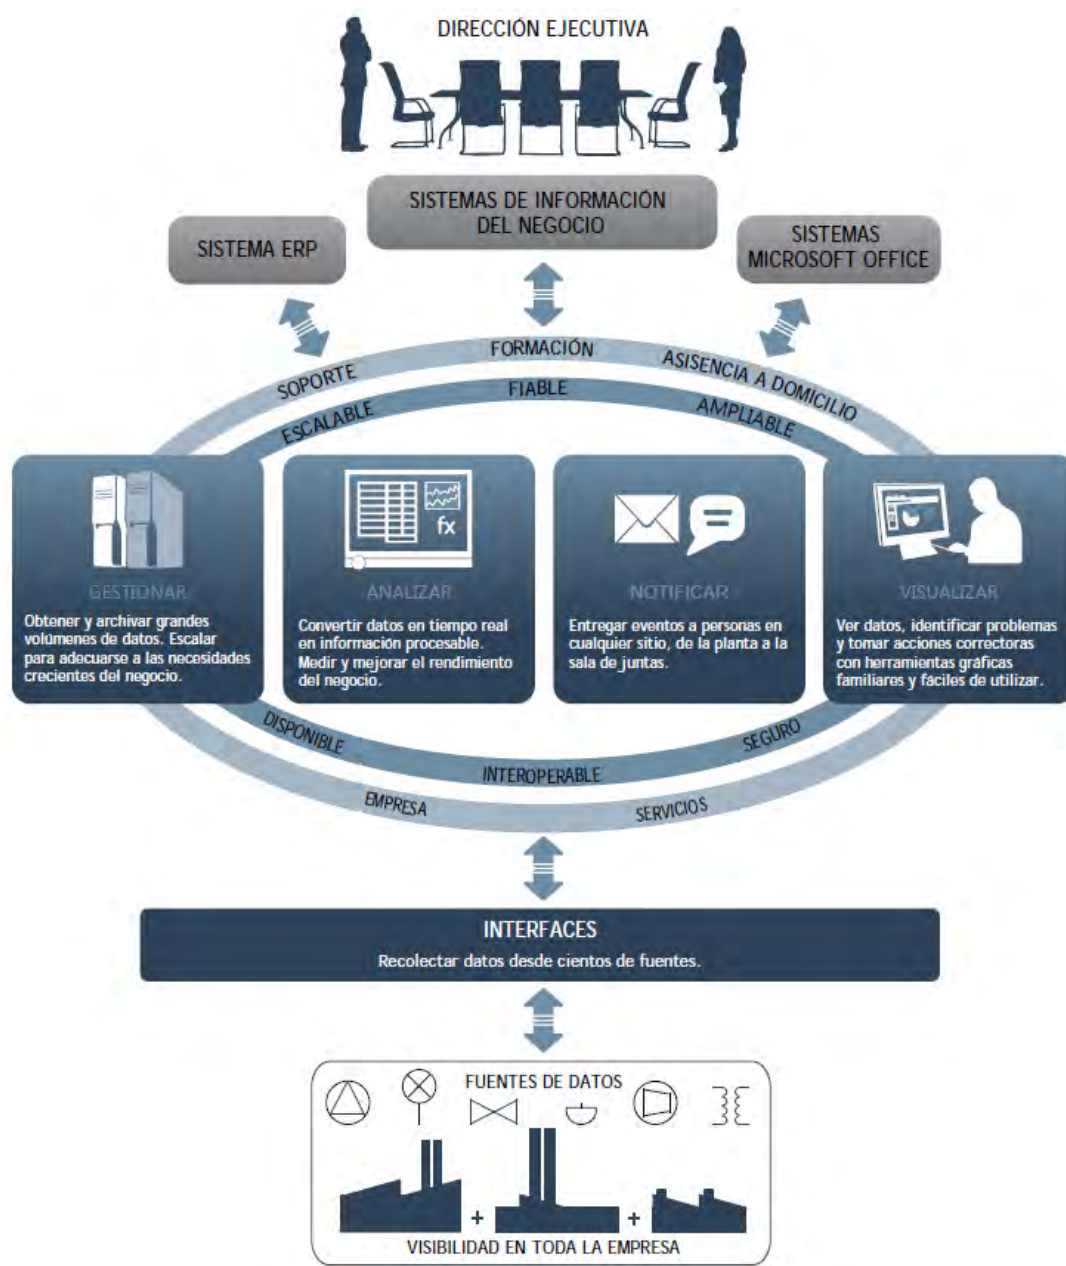 DIRECCIÓN EJECUTIVA
SISTEMAS DE INFORMACIÓN
DEL NEGOCIO
SISTEMA ERP
SISTEMAS
MICROSOFT OFFICE
SOPORTE
FORMACIÓN
ASISENCIA A DOMICILIO
ESCALABLE
FIABLE
AMPLIABLE
GESTIONAR
Obtener y archivar grandes
volúmenes de datos. Escalar
para adecuarse a las necesidades
crecientes del negocio.
fx
ANALIZAR
Convertir datos en tiempo real
en información procesable.
Medir y mejorar el rendimiento
del negocio.
NOTIFICAR
Entregar eventos a personas en
cualquier sitio, de la planta a la
sala de juntas.
VISUALIZAR
Ver datos, identificar problemas
y tomar acciones correctoras
con herramientas gráficas
familiares y fáciles de utilizar.
DISPONIBLE
INTEROPERABLE
SEGURO
EMPRESA
SERVICIOS
INTERFACES
Recolectar datos desde cientos de fuentes.
FUENTES DE DATOS
+ +
VISIBILIDAD EN TODA LA EMPRESA